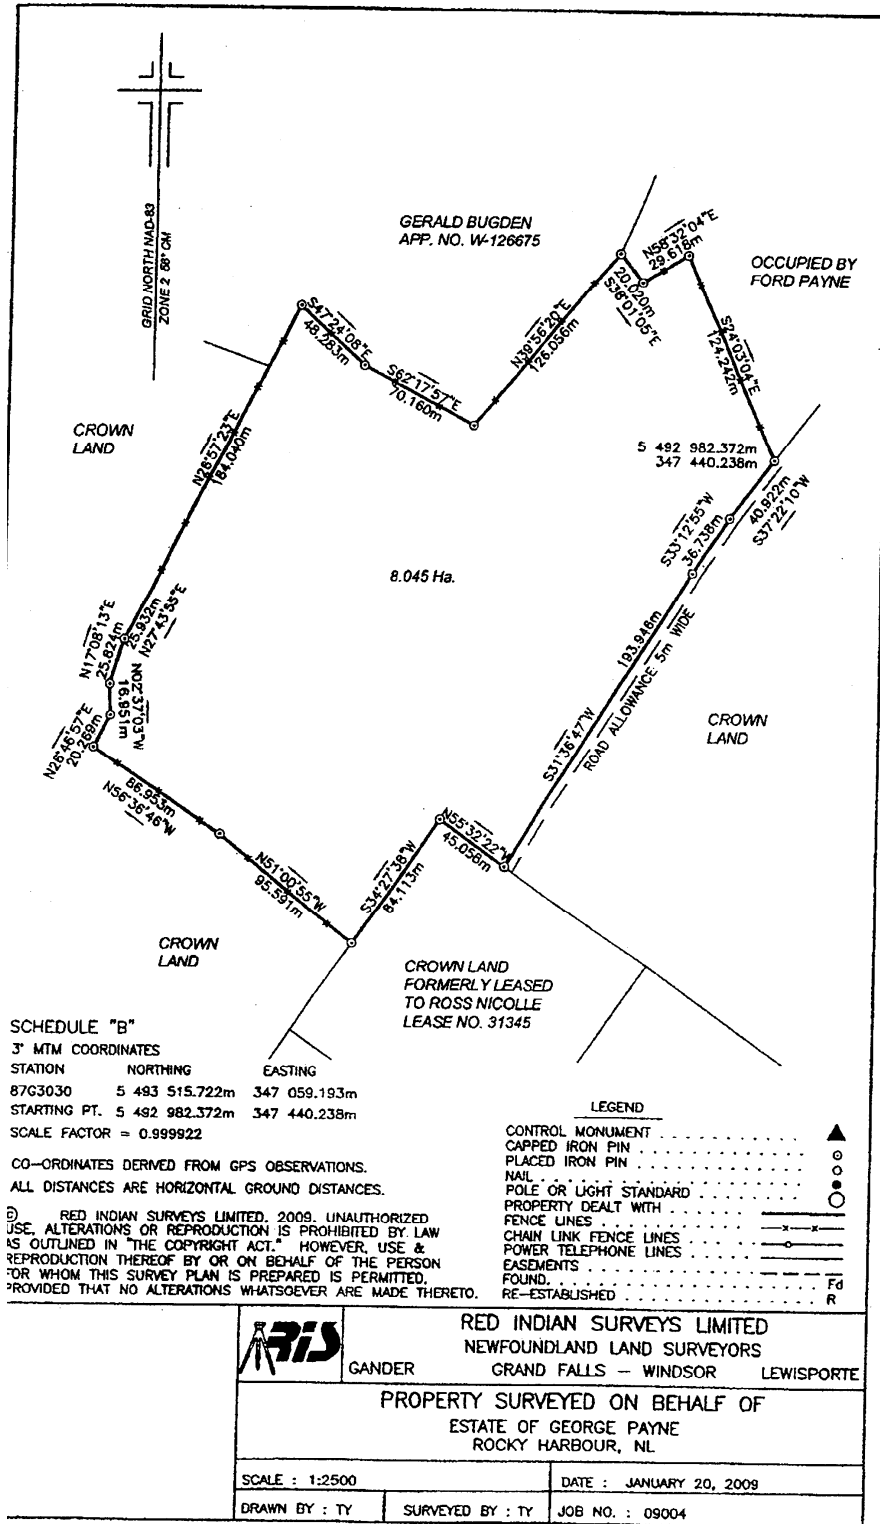 GRID NORTH NAD-83
ZONE 2 56° CM
GERALD BUGDEN
APP. NO. W-126675
N58°32'04"E
29.618m
20.020m
S36°01'05"E
OCCUPIED BY
FORD PAYNE
S47°24'08"E
48.283m
S62°17'57"E
70.160m
N39°56'20"E
126.056m
S24°03'04"E
124.242m
CROWN
LAND
N26°57'23"E
184.040m
5 492 982.372m
347 440.238m
40.922m
S37°22'10"W
S33°12'55"W
36.738m
8.045 Ha.
N17°08'13"E
25.824m
25.932m
N27°43'55"E
N02°37'03"W
16.951m
N26°46'57"E
20.269m
193.946m
S31°36'47"W
ROAD ALLOWANCE 5m WIDE
CROWN
LAND
86.953m
N56°36'46"W
N51°00'55"W
95.591m
S34°27'38"W
84.113m
N55°32'22"W
45.058m
CROWN
LAND
CROWN LAND
FORMERLY LEASED
TO ROSS NICOLLE
LEASE NO. 31345
SCHEDULE "B"
3° MTM COORDINATES
STATION NORTHING EASTING
87G3030 5 493 515.722m 347 059.193m
STARTING PT. 5 492 982.372m 347 440.238m
SCALE FACTOR = 0.999922
CO-ORDINATES DERIVED FROM GPS OBSERVATIONS.
ALL DISTANCES ARE HORIZONTAL GROUND DISTANCES.
© RED INDIAN SURVEYS LIMITED. 2009. UNAUTHORIZED
USE, ALTERATIONS OR REPRODUCTION IS PROHIBITED BY LAW
AS OUTLINED IN "THE COPYRIGHT ACT." HOWEVER, USE &
REPRODUCTION THEREOF BY OR ON BEHALF OF THE PERSON
FOR WHOM THIS SURVEY PLAN IS PREPARED IS PERMITTED,
PROVIDED THAT NO ALTERATIONS WHATSOEVER ARE MADE THERETO.
LEGEND
CONTROL MONUMENT
CAPPED IRON PIN
PLACED IRON PIN
NAIL
POLE OR LIGHT STANDARD
PROPERTY DEALT WITH
FENCE LINES
CHAIN LINK FENCE LINES
POWER TELEPHONE LINES
EASEMENTS
FOUND. Fd
RE-ESTABLISHED R
RIS
RED INDIAN SURVEYS LIMITED
NEWFOUNDLAND LAND SURVEYORS
GANDER GRAND FALLS - WINDSOR LEWISPORTE
PROPERTY SURVEYED ON BEHALF OF
ESTATE OF GEORGE PAYNE
ROCKY HARBOUR, NL
SCALE : 1:2500 DATE : JANUARY 20, 2009
DRAWN BY : TY SURVEYED BY : TY JOB NO. : 09004